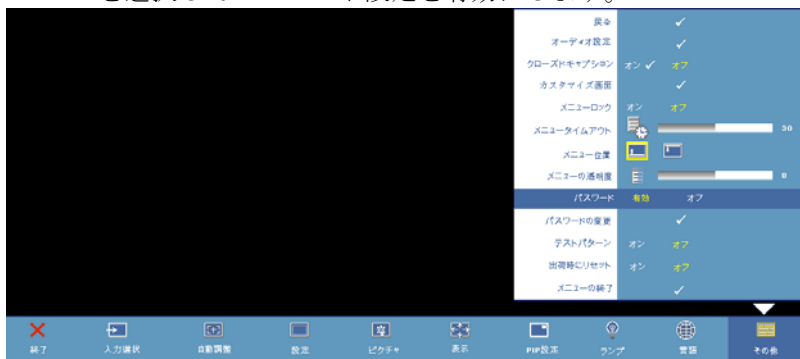 を選択して
戻る
オーディオ設定
クローズドキャプション オン オフ
カスタマイズ画面
メニューロック オン オフ
メニュータイムアウト 30
メニュー位置
メニューの透明度 0
パスワード 有効 オフ
パスワードの変更
テストパターン オン オフ
出荷時にリセット オン オフ
メニューの終了
終了 入力選択 自動調整 設定 ピクチャ 表示 PIP設定 ランプ 言語 その他